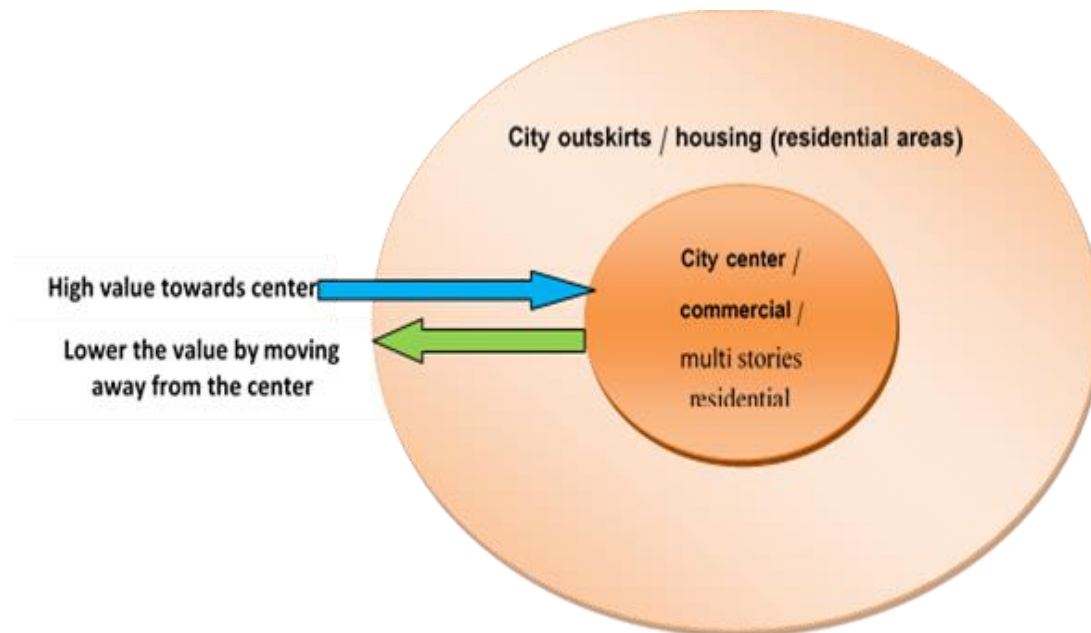 City outskirts / housing (residential areas)
City center /
commercial /
multi stories
residential
High value towards center
Lower the value by moving
away from the center